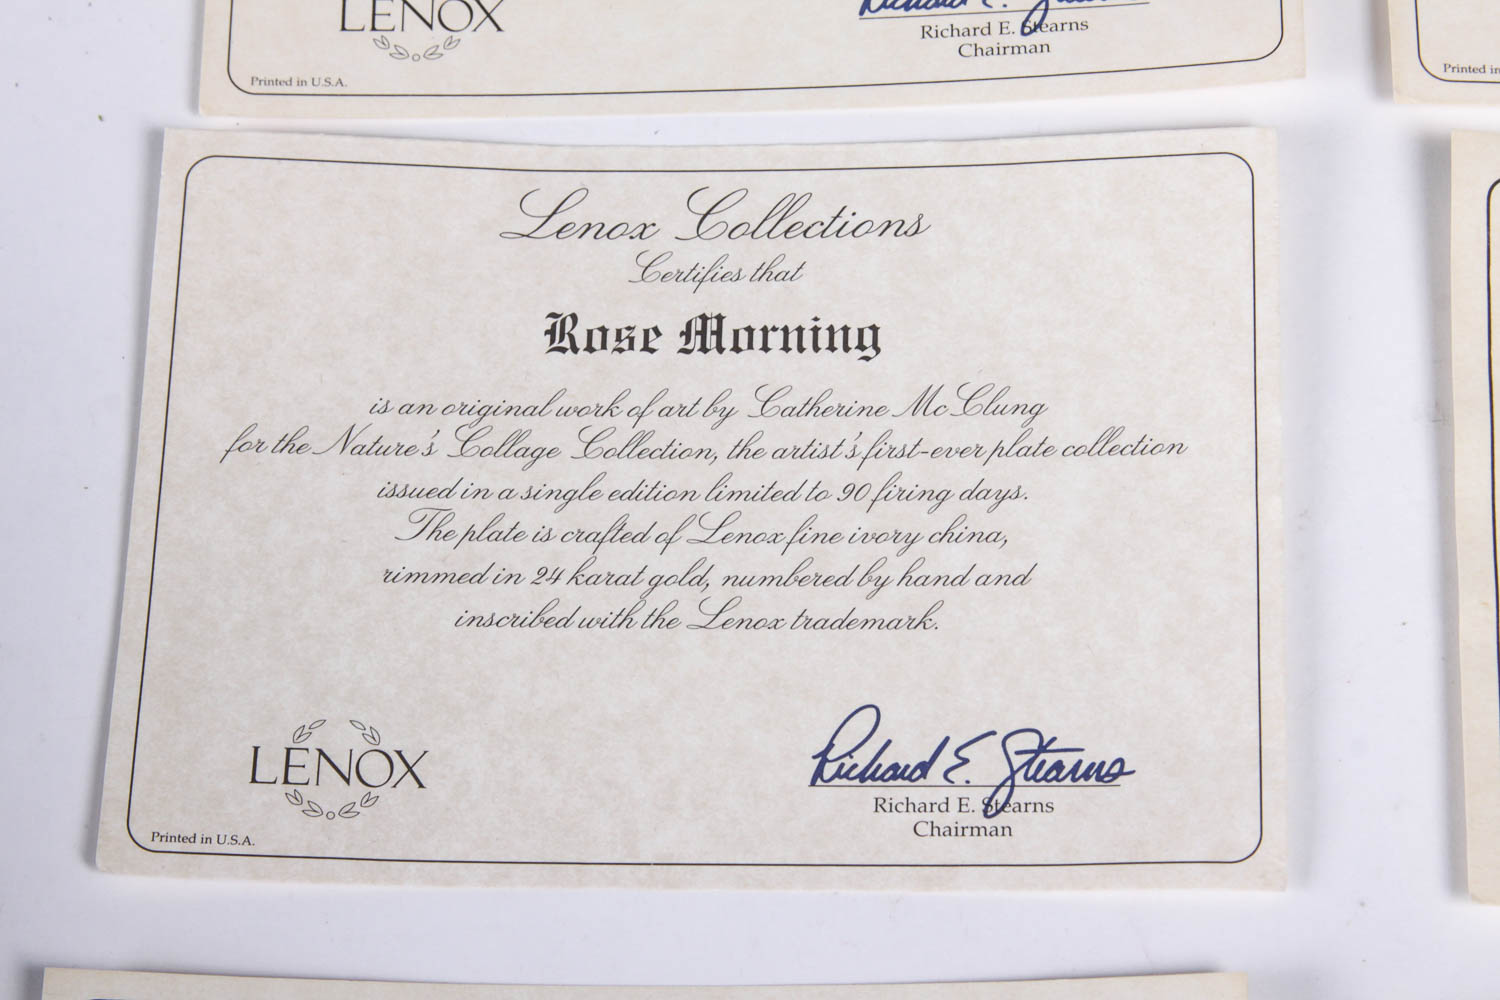 LENOX
Richard E. Stearns
Chairman
Printed in U.S.A.
Printed in
Lenox Collections
Certifies that
Rose Morning
is an original work of art by Catherine McClung
for the Nature's Collage Collection, the artist's first-ever plate collection
issued in a single edition limited to 90 firing days.
The plate is crafted of Lenox fine ivory china,
rimmed in 24 karat gold, numbered by hand and
inscribed with the Lenox trademark.
LENOX
Richard E. Stearns
Richard E. Stearns
Chairman
Printed in U.S.A.